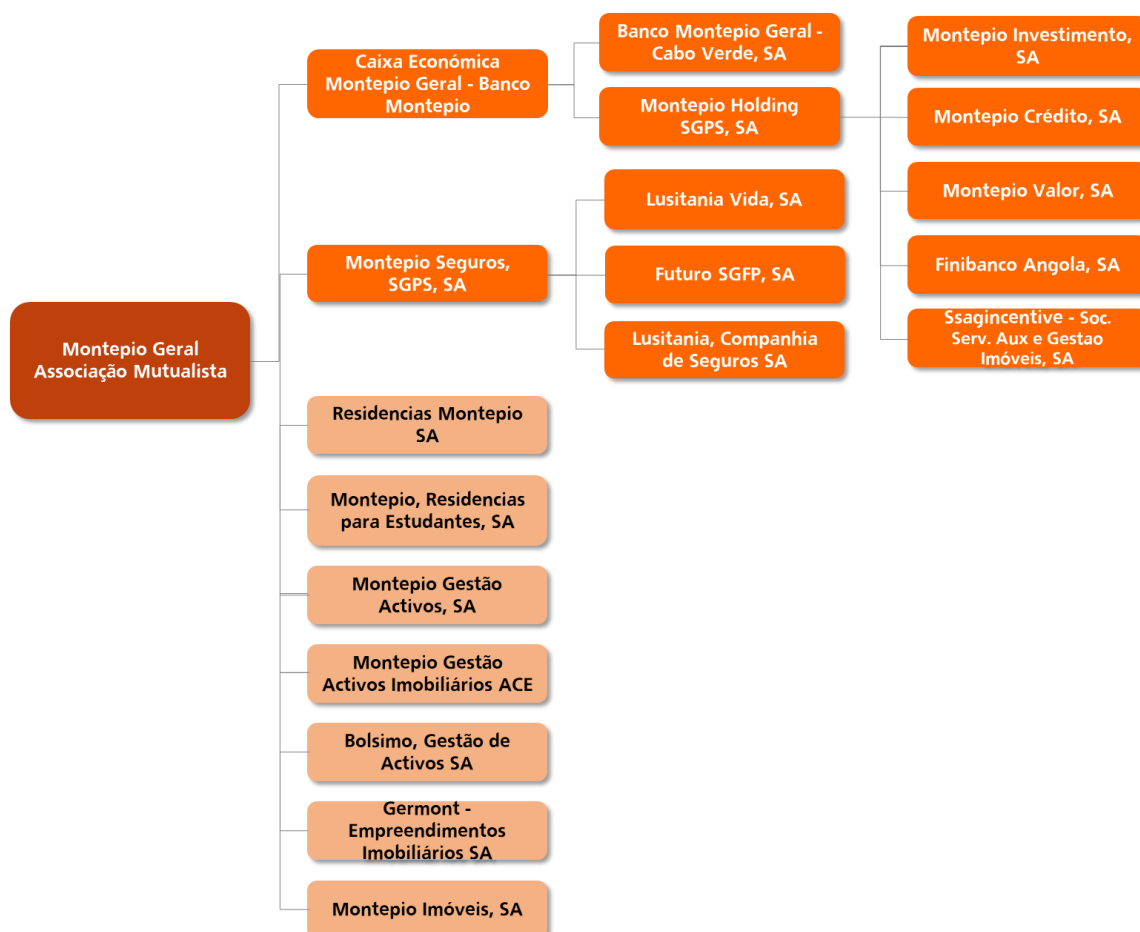 Montepio Geral
Associação Mutualista
Caixa Económica
Montepio Geral - Banco
Montepio
Banco Montepio Geral -
Cabo Verde, SA
Montepio Holding
SGPS, SA
Montepio Investimento,
SA
Montepio Crédito, SA
Montepio Valor, SA
Finibanco Angola, SA
Ssagincentive - Soc.
Serv. Aux e Gestao
Imóveis, SA
Montepio Seguros,
SGPS, SA
Lusitania Vida, SA
Futuro SGFP, SA
Lusitania, Companhia
de Seguros SA
Residencias Montepio
SA
Montepio, Residencias
para Estudantes, SA
Montepio Gestão
Activos, SA
Montepio Gestão
Activos Imobiliários ACE
Bolsimo, Gestão de
Activos SA
Germont -
Empreendimentos
Imobiliários SA
Montepio Imóveis, SA